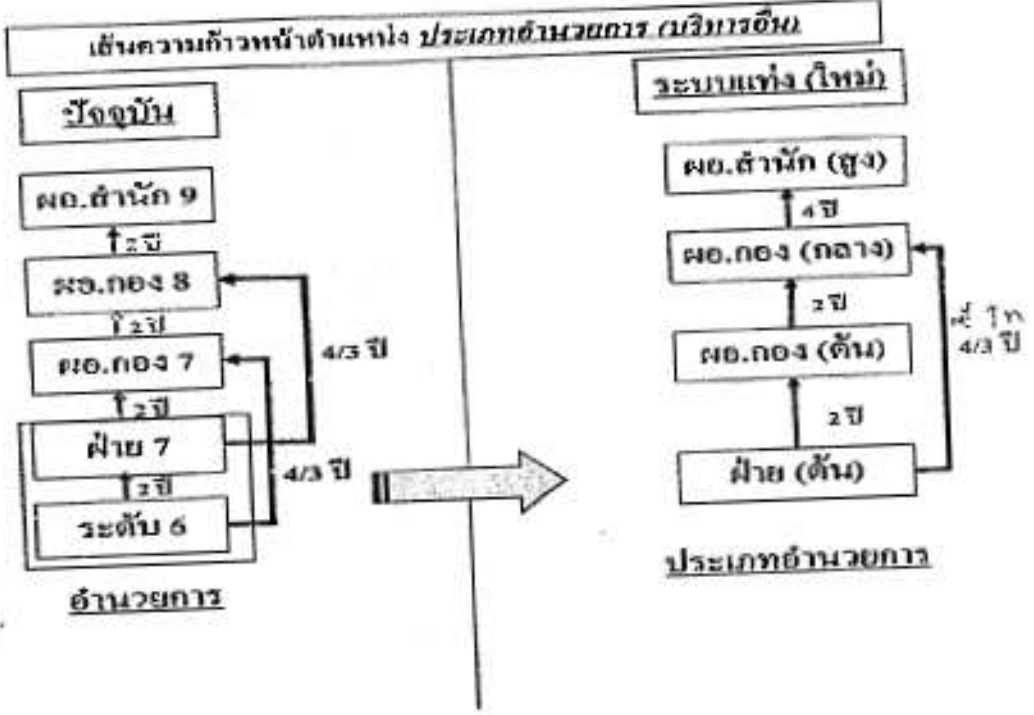 เส้นความก้าวหน้าตำแหน่ง ประเภทอำนวยการ (บริหารอื่น)
ปัจจุบัน
ผอ.สำนัก 9
2 ปี
ผอ.กอง 8
2 ปี
ผอ.กอง 7
2 ปี
ฝ่าย 7
2 ปี
ระดับ 6
4/3 ปี
4/3 ปี
อำนวยการ
ระบบแท่ง (ใหม่)
ผอ.สำนัก (สูง)
4 ปี
ผอ.กอง (กลาง)
2 ปี
ผอ.กอง (ต้น)
2 ปี
ฝ่าย (ต้น)
4/3 ปี
ประเภทอำนวยการ